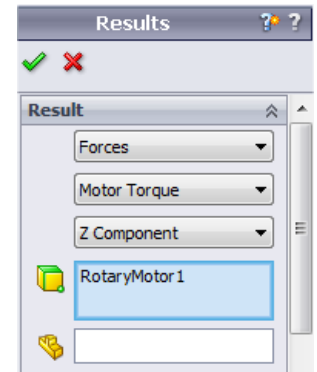 Results ? ?
Result
Forces
Motor Torque
Z Component
RotaryMotor1